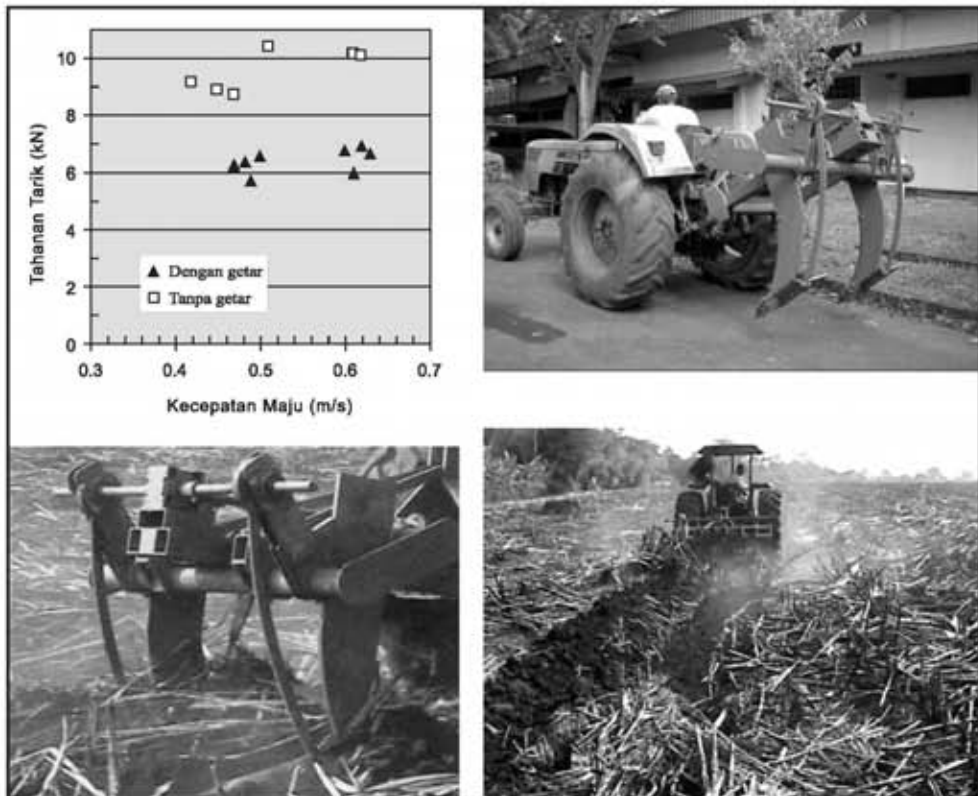 Tahanan Tarik (kN)
10
8
6
4
2
0
▲ Dengan getar
□ Tanpa getar
0.3 0.4 0.5 0.6 0.7
Kecepatan Maju (m/s)